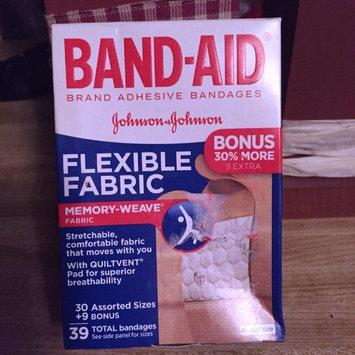 BAND-AID®
BRAND ADHESIVE BANDAGES
Johnson & Johnson
BONUS
30% MORE
9 EXTRA
FLEXIBLE
FABRIC
MEMORY-WEAVE®
FABRIC
Stretchable,
comfortable fabric
that moves with you
With QUILTVENT®
Pad for superior
breathability
30 Assorted Sizes
+9 BONUS
39 TOTAL bandages
See side panel for sizes